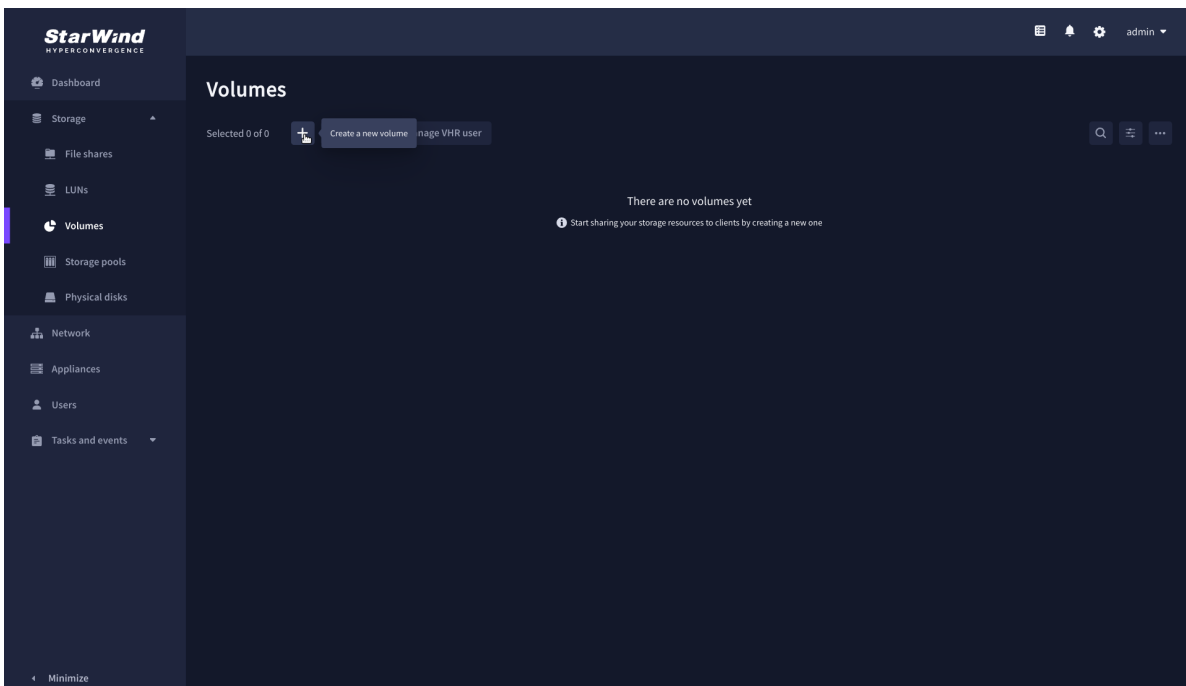 StarWind
HYPERCONVERGENCE
admin
Dashboard
Storage
File shares
LUNs
Volumes
Storage pools
Physical disks
Network
Appliances
Users
Tasks and events
Minimize
Volumes
Selected 0 of 0
Create a new volume
nage VHR user
There are no volumes yet
Start sharing your storage resources to clients by creating a new one